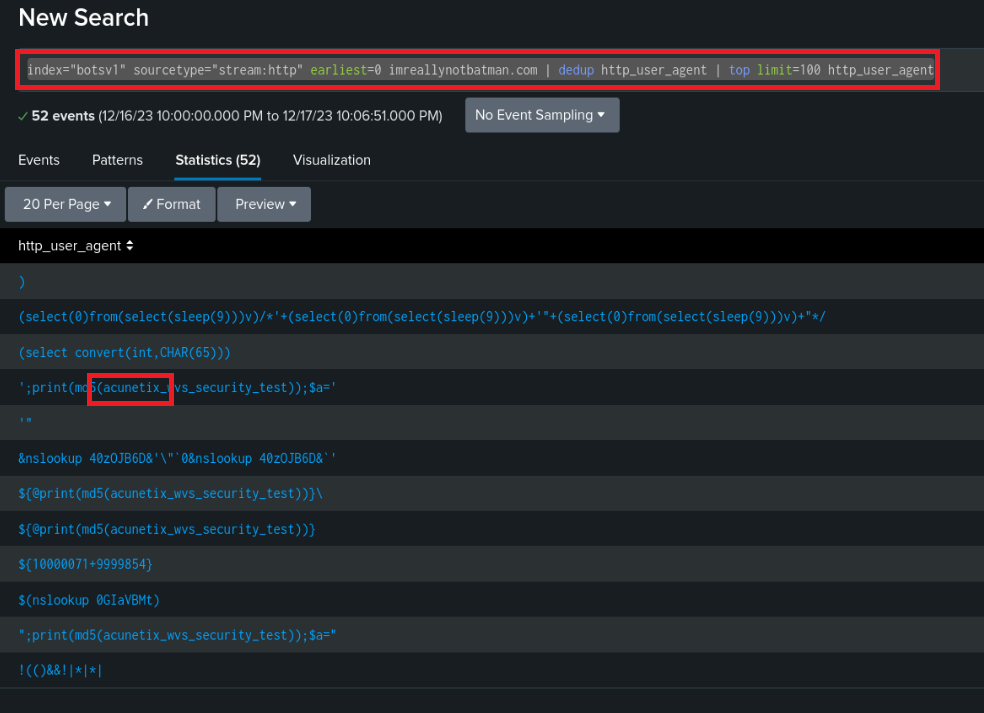 New Search
index="botsv1" sourcetype="stream:http" earliest=0 imreallynotbatman.com | dedup http_user_agent | top limit=100 http_user_agent
✓ 52 events (12/16/23 10:00:00.000 PM to 12/17/23 10:06:51.000 PM) No Event Sampling ▾
Events Patterns Statistics (52) Visualization
20 Per Page ▾ Format Preview ▾
http_user_agent
)
(select(0)from(select(sleep(9)))v)/*'+(select(0)from(select(sleep(9)))v)+'"+(select(0)from(select(sleep(9)))v)+"*/
(select convert(int,CHAR(65)))
';print(md5(acunetix_wvs_security_test));$a='
'"
&nslookup 40zOJB6D&'\"`0&nslookup 40zOJB6D&`'
${@print(md5(acunetix_wvs_security_test))}\
${@print(md5(acunetix_wvs_security_test))}
${10000071+9999854}
$(nslookup 0GIaVBMt)
";print(md5(acunetix_wvs_security_test));$a="
!(()&&!|*|*|